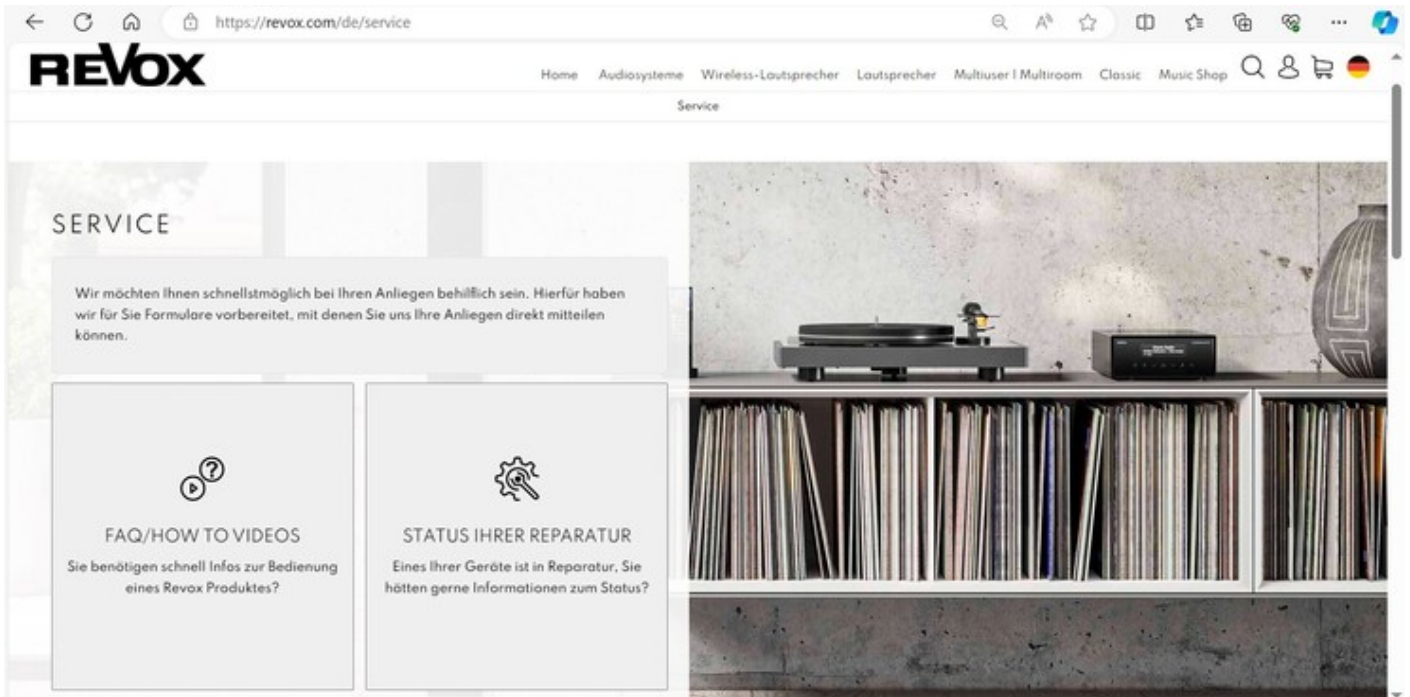 https://revox.com/de/service
REVOX
Home Audiosysteme Wireless-Lautsprecher Lautsprecher Multiuser | Multiroom Classic Music Shop
Service
SERVICE
Wir möchten Ihnen schnellstmöglich bei Ihren Anliegen behilflich sein. Hierfür haben
wir für Sie Formulare vorbereitet, mit denen Sie uns Ihre Anliegen direkt mitteilen
können.
FAQ/HOW TO VIDEOS
Sie benötigen schnell Infos zur Bedienung
eines Revox Produktes?
STATUS IHRER REPARATUR
Eines Ihrer Geräte ist in Reparatur, Sie
hätten gerne Informationen zum Status?